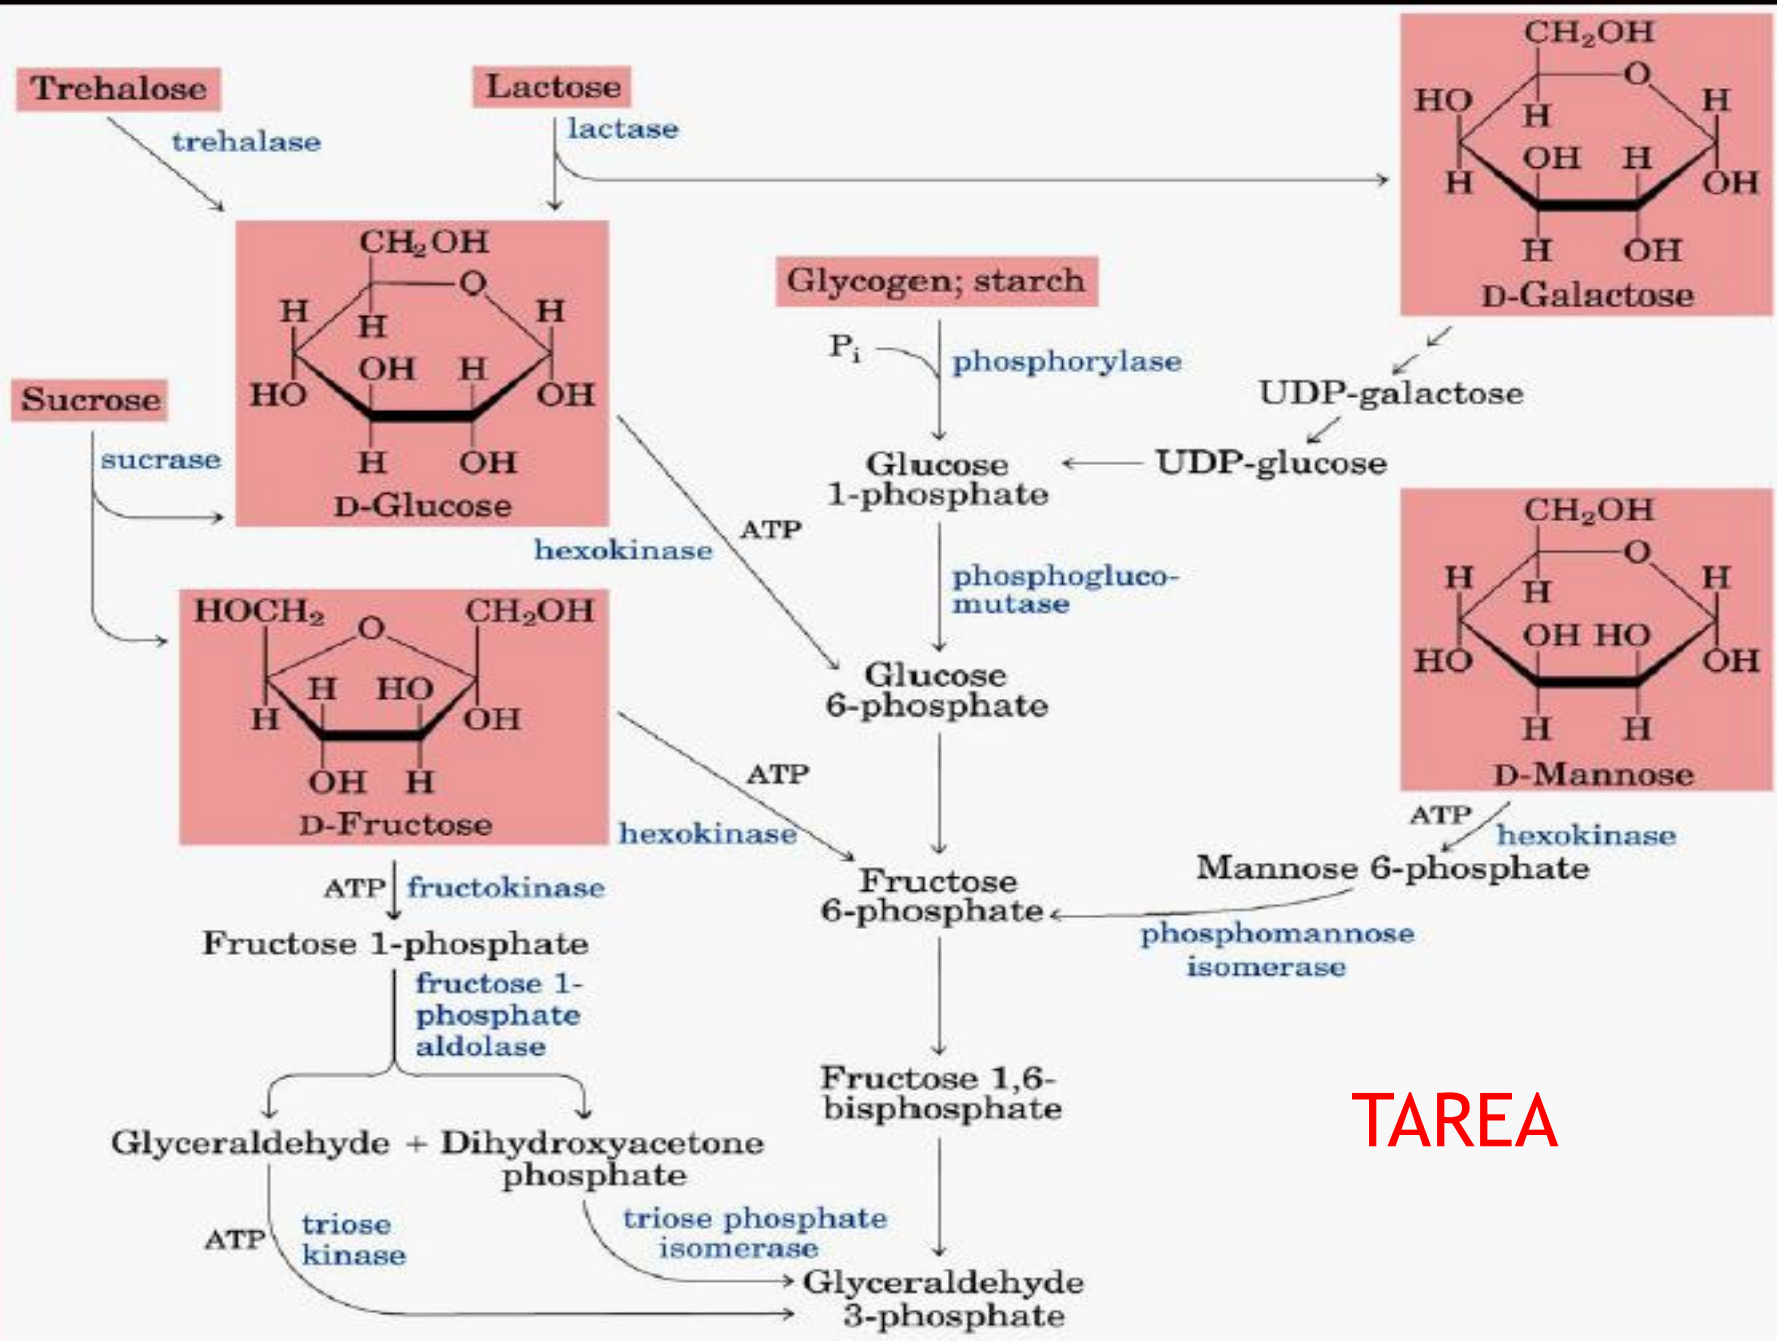 Trehalose
trehalase
Lactose
lactase
CH₂OH
O
HO
H
H
OH
H
H
OH
H
OH
D-Galactose
CH₂OH
O
H
H
H
OH
H
HO
OH
H
OH
D-Glucose
Glycogen; starch
Pᵢ
phosphorylase
UDP-galactose
UDP-glucose
Glucose
1-phosphate
Sucrose
sucrase
hexokinase
ATP
phosphogluco-
mutase
Glucose
6-phosphate
CH₂OH
O
H
H
H
OH HO
HO
OH
H
H
D-Mannose
HOCH₂
O
CH₂OH
H
HO
H
OH
OH
H
D-Fructose
ATP
hexokinase
ATP
hexokinase
Mannose 6-phosphate
Fructose
6-phosphate
phosphomannose
isomerase
ATP
fructokinase
Fructose 1-phosphate
fructose 1-
phosphate
aldolase
Fructose 1,6-
bisphosphate
TAREA
Glyceraldehyde + Dihydroxyacetone
phosphate
ATP
triose
kinase
triose phosphate
isomerase
Glyceraldehyde
3-phosphate